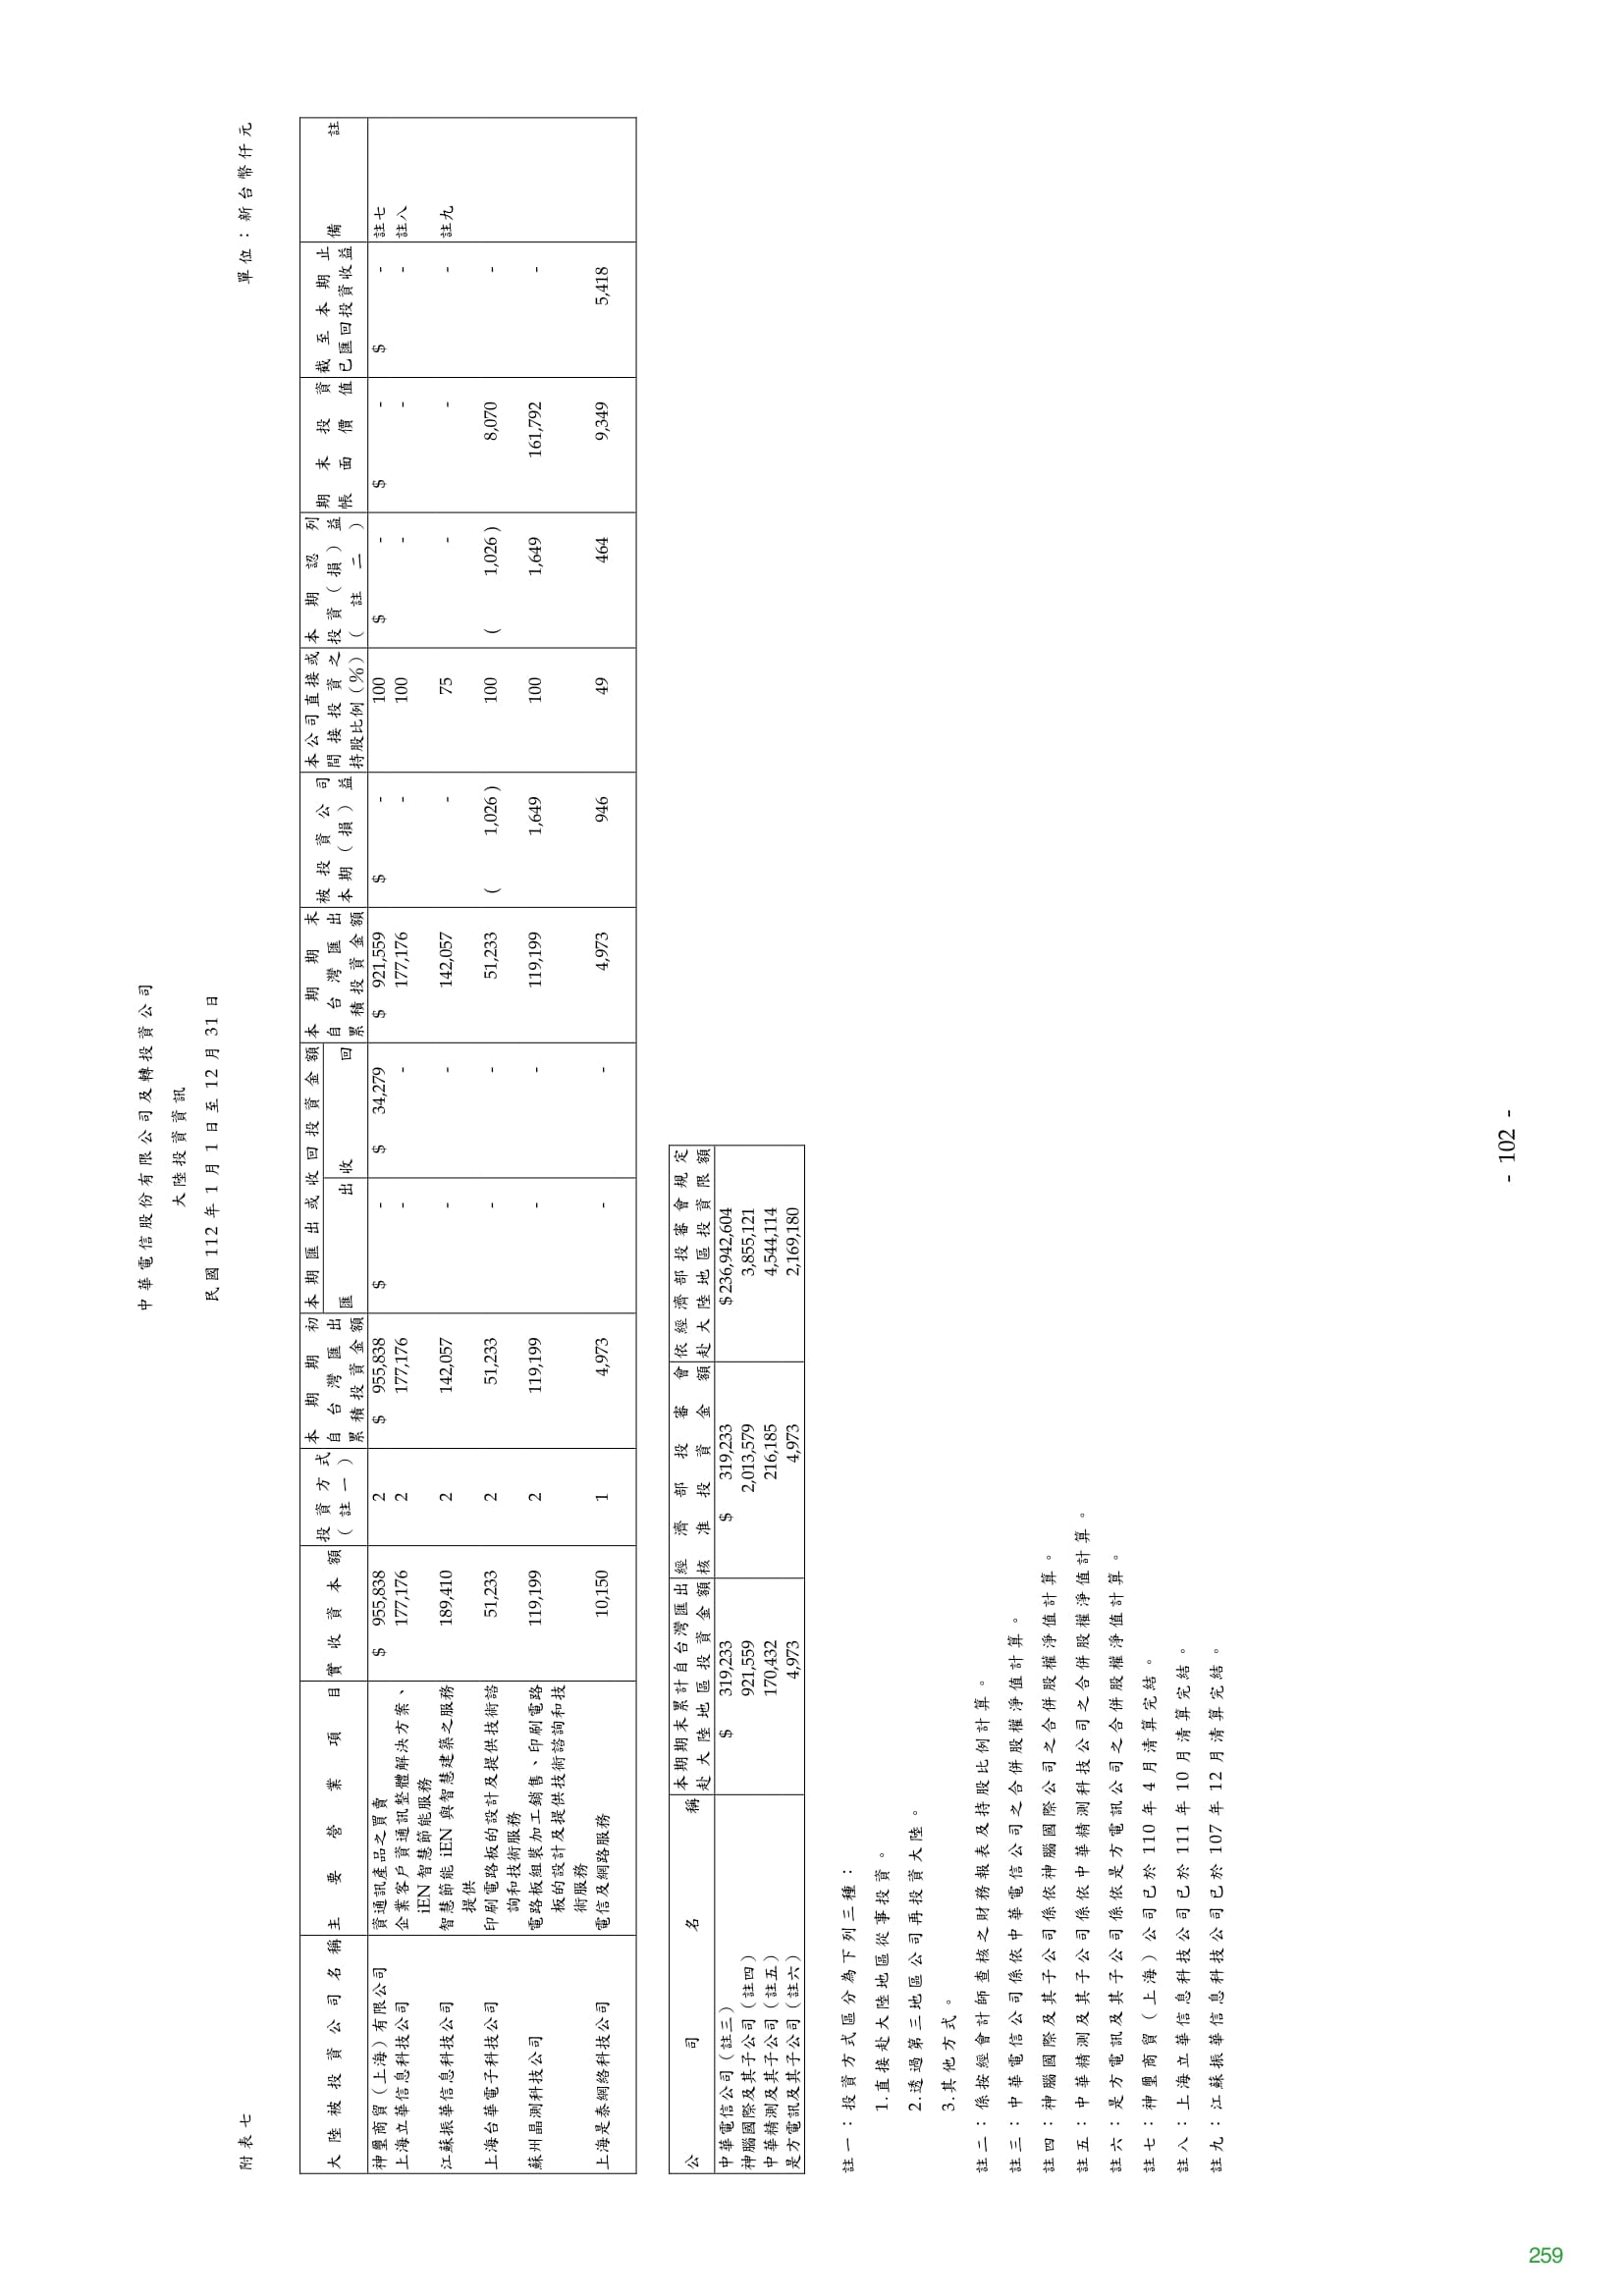 中華電信股份有限公司及轉投資公司
大陸投資資訊
民國 112 年 1 月 1 日至 12 月 31 日
附表七
單位：新台幣仟元
大陸被投資公司名稱 主要營業項目 實收資本額 投資方式（註一） 本期期初自台灣匯出累積投資金額 本期匯出或收回投資金額 匯出 收回 本期期末自台灣匯出累積投資金額 被投資公司本期（損）益 本公司直接或間接投資之持股比例（%） 本期認列投資（損）益（註二） 期末投資帳面價值 截至本期止已匯回投資收益 備註
神璽商貿（上海）有限公司 資通訊產品之買賣 $ 955,838 2 $ 955,838 $ - $ 34,279 $ 921,559 $ - 100 $ - $ - $ - 註七
上海立華信息科技公司 企業客戶資通訊整體解決方案、 177,176 2 177,176 - - 177,176 - 100 - - - 註八
iEN 智慧節能服務
江蘇振華信息科技公司 智慧節能 iEN 與智慧建築之服務 189,410 2 142,057 - - 142,057 - 75 - - - 註九
提供
上海台華電子科技公司 印刷電路板的設計及提供技術諮 51,233 2 51,233 - - 51,233 ( 1,026 ) 100 ( 1,026 ) 8,070 -
詢和技術服務
蘇州晶測科技公司 電路板組裝加工銷售、印刷電路 119,199 2 119,199 - - 119,199 1,649 100 1,649 161,792 -
板的設計及提供技術諮詢和技
術服務
上海是泰網絡科技公司 電信及網路服務 10,150 1 4,973 - - 4,973 946 49 464 9,349 5,418
公司名稱 本期期末累計自台灣匯出赴大陸地區投資金額 經濟部投審會核准投資金額 依經濟部投審會規定赴大陸地區投資限額
中華電信公司（註三） $ 319,233 $ 319,233 $ 236,942,604
神腦國際及其子公司（註四） 921,559 2,013,579 3,855,121
中華精測及其子公司（註五） 170,432 216,185 4,544,114
是方電訊及其子公司（註六） 4,973 4,973 2,169,180
註一：投資方式區分為下列三種：
1.直接赴大陸地區從事投資。
2.透過第三地區公司再投資大陸。
3.其他方式。
註二：係按經會計師查核之財務報表及持股比例計算。
註三：中華電信公司係依中華電信公司之合併股權淨值計算。
註四：神腦國際及其子公司係依神腦國際公司之合併股權淨值計算。
註五：中華精測及其子公司係依中華精測科技公司之合併股權淨值計算。
註六：是方電訊及其子公司係依是方電訊公司之合併股權淨值計算。
註七：神璽商貿（上海）公司已於 110 年 4 月清算完結。
註八：上海立華信息科技公司已於 111 年 10 月清算完結。
註九：江蘇振華信息科技公司已於 107 年 12 月清算完結。
- 102 -
259